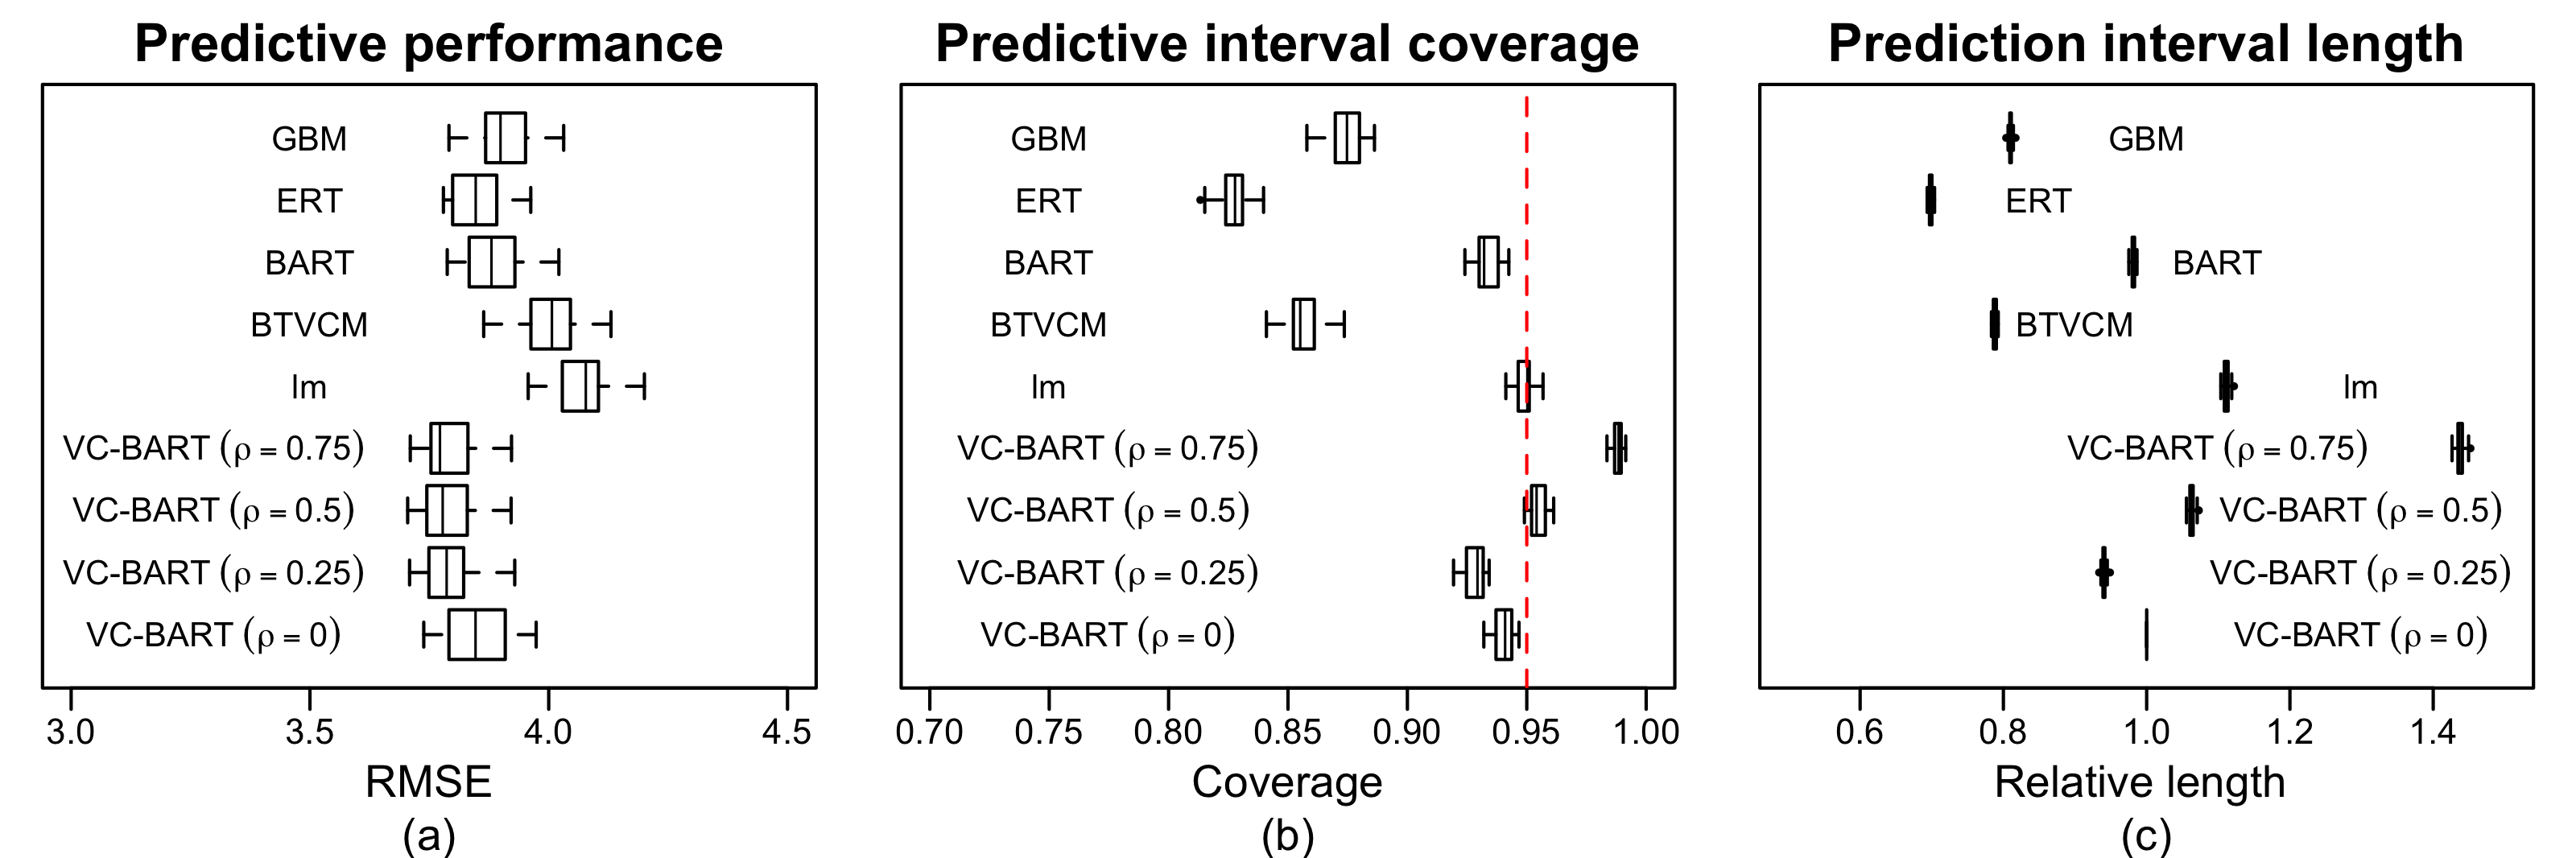 Predictive performance
GBM
ERT
BART
BTVCM
lm
VC-BART (ρ = 0.75)
VC-BART (ρ = 0.5)
VC-BART (ρ = 0.25)
VC-BART (ρ = 0)
3.0 3.5 4.0 4.5
RMSE
(a)
Predictive interval coverage
GBM
ERT
BART
BTVCM
lm
VC-BART (ρ = 0.75)
VC-BART (ρ = 0.5)
VC-BART (ρ = 0.25)
VC-BART (ρ = 0)
0.70 0.75 0.80 0.85 0.90 0.95 1.00
Coverage
(b)
Prediction interval length
GBM
ERT
BART
BTVCM
lm
VC-BART (ρ = 0.75)
VC-BART (ρ = 0.5)
VC-BART (ρ = 0.25)
VC-BART (ρ = 0)
0.6 0.8 1.0 1.2 1.4
Relative length
(c)